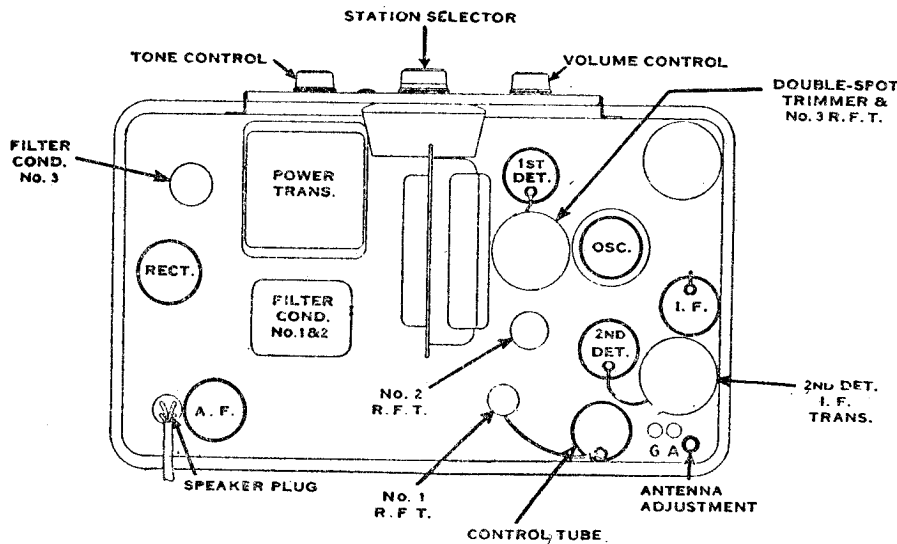 STATION SELECTOR
TONE CONTROL
VOLUME CONTROL
DOUBLE-SPOT
TRIMMER &
No. 3 R. F. T.
FILTER
COND.
No. 3
POWER
TRANS.
1ST
DET.
OSC.
RECT.
FILTER
COND.
No. 1&2
I. F.
2ND
DET.
No. 2
R. F. T.
2ND DET.
I. F.
TRANS.
A. F.
G A
SPEAKER PLUG
No. 1
R. F. T.
CONTROL TUBE
ANTENNA
ADJUSTMENT